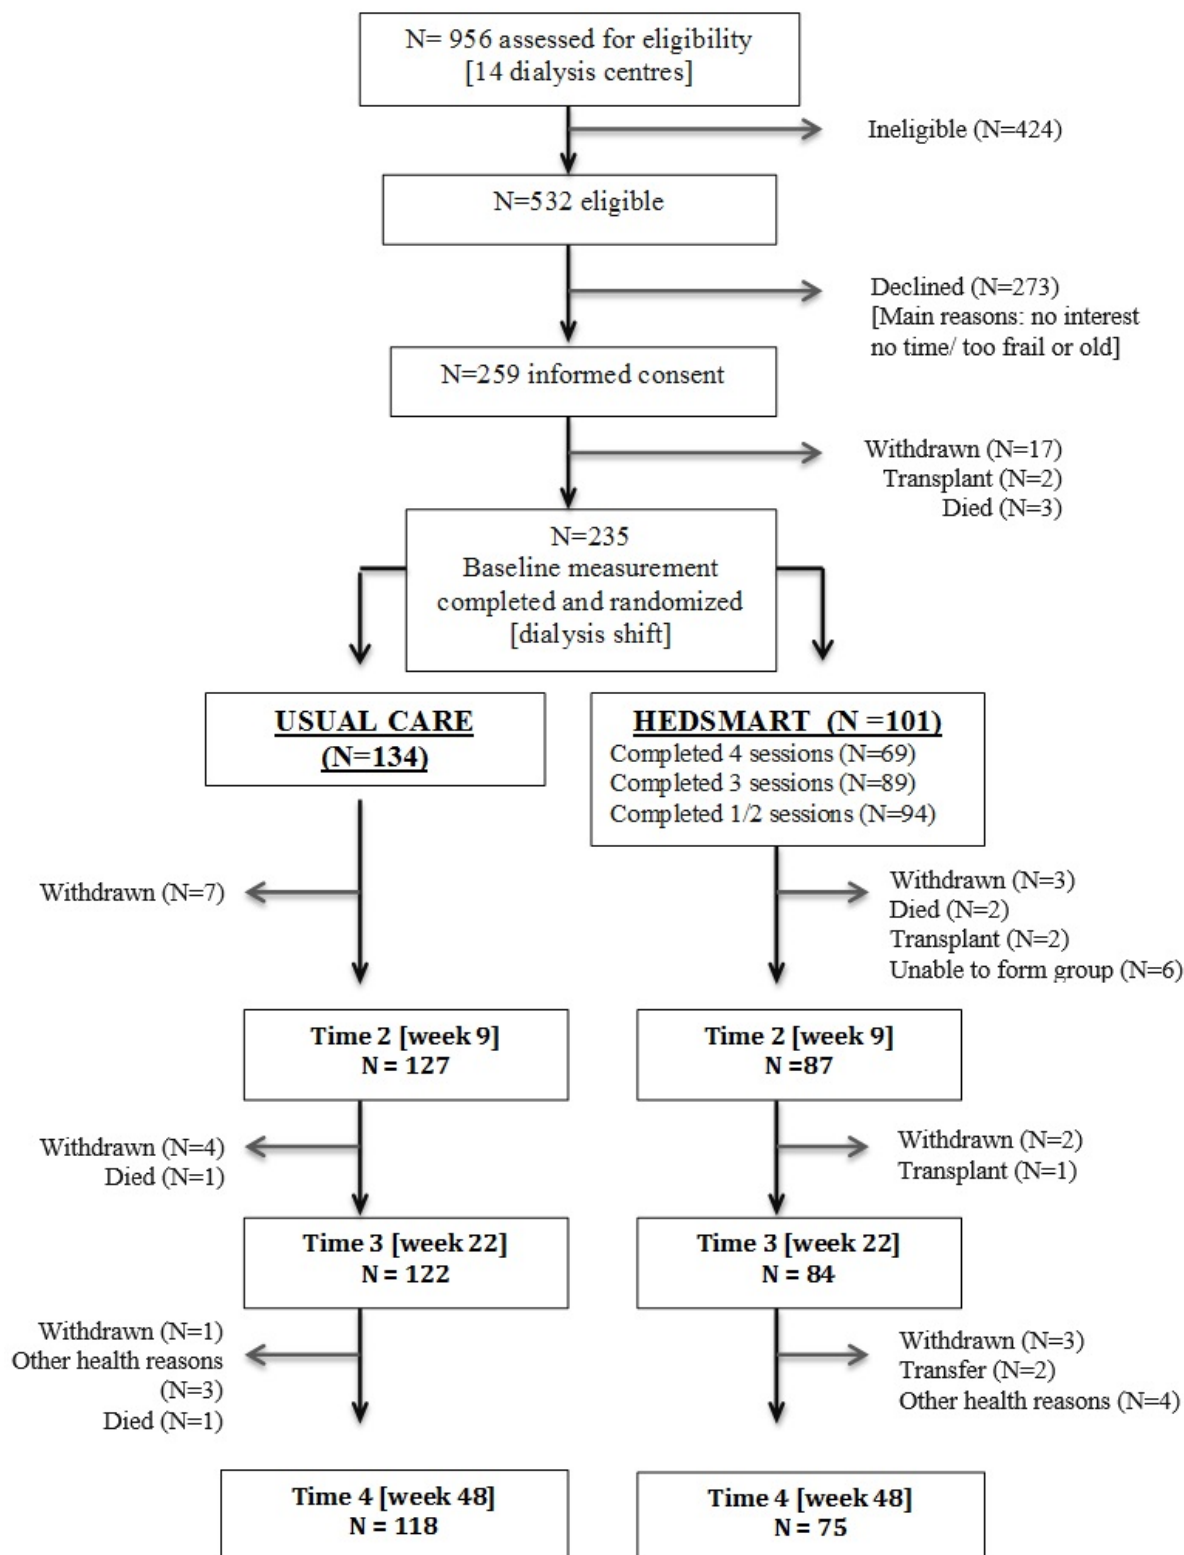 N= 956 assessed for eligibility
[14 dialysis centres]
Ineligible (N=424)
N=532 eligible
Declined (N=273)
[Main reasons: no interest
no time/ too frail or old]
N=259 informed consent
Withdrawn (N=17)
Transplant (N=2)
Died (N=3)
N=235
Baseline measurement
completed and randomized
[dialysis shift]
USUAL CARE
(N=134)
HEDSMART (N =101)
Completed 4 sessions (N=69)
Completed 3 sessions (N=89)
Completed 1/2 sessions (N=94)
Withdrawn (N=7)
Withdrawn (N=3)
Died (N=2)
Transplant (N=2)
Unable to form group (N=6)
Time 2 [week 9]
N = 127
Time 2 [week 9]
N =87
Withdrawn (N=4)
Died (N=1)
Withdrawn (N=2)
Transplant (N=1)
Time 3 [week 22]
N = 122
Time 3 [week 22]
N = 84
Withdrawn (N=1)
Other health reasons
(N=3)
Died (N=1)
Withdrawn (N=3)
Transfer (N=2)
Other health reasons (N=4)
Time 4 [week 48]
N = 118
Time 4 [week 48]
N = 75